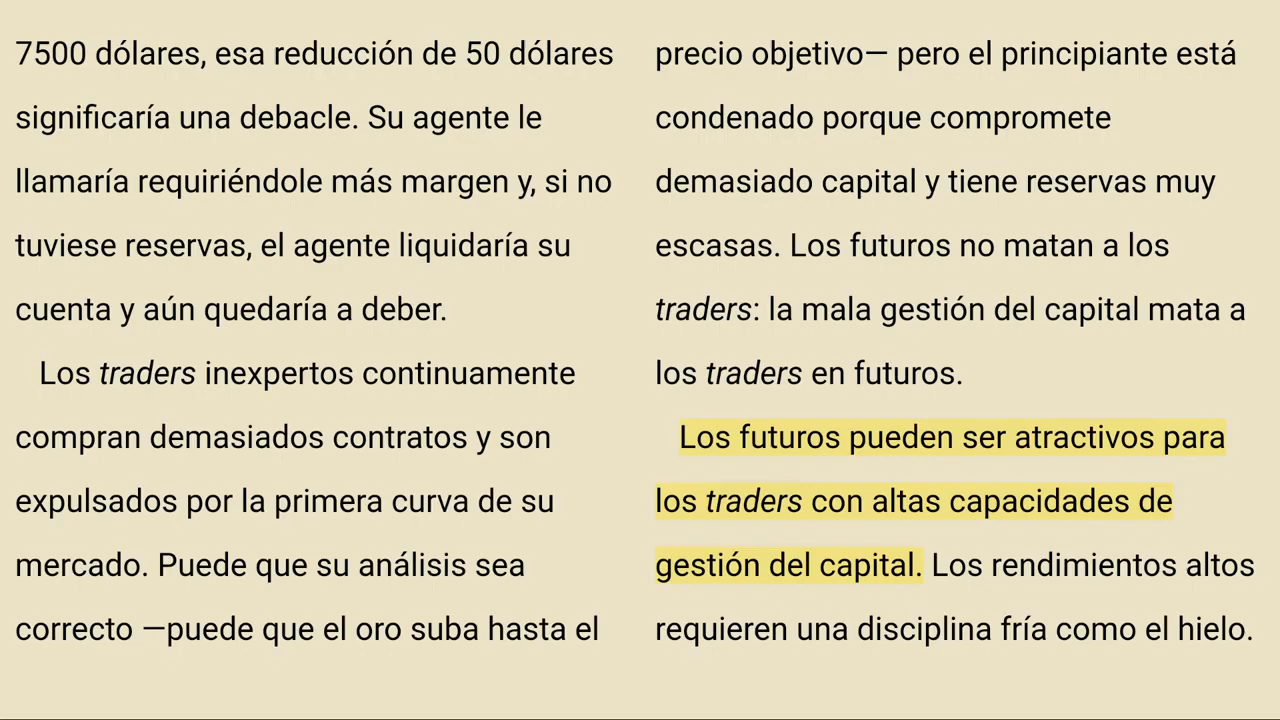 7500 dólares, esa reducción de 50 dólares
significaría una debacle. Su agente le
llamaría requiriéndole más margen y, si no
tuviese reservas, el agente liquidaría su
cuenta y aún quedaría a deber.
Los traders inexpertos continuamente
compran demasiados contratos y son
expulsados por la primera curva de su
mercado. Puede que su análisis sea
correcto —puede que el oro suba hasta el
precio objetivo— pero el principiante está
condenado porque compromete
demasiado capital y tiene reservas muy
escasas. Los futuros no matan a los
traders: la mala gestión del capital mata a
los traders en futuros.
Los futuros pueden ser atractivos para
los traders con altas capacidades de
gestión del capital. Los rendimientos altos
requieren una disciplina fría como el hielo.